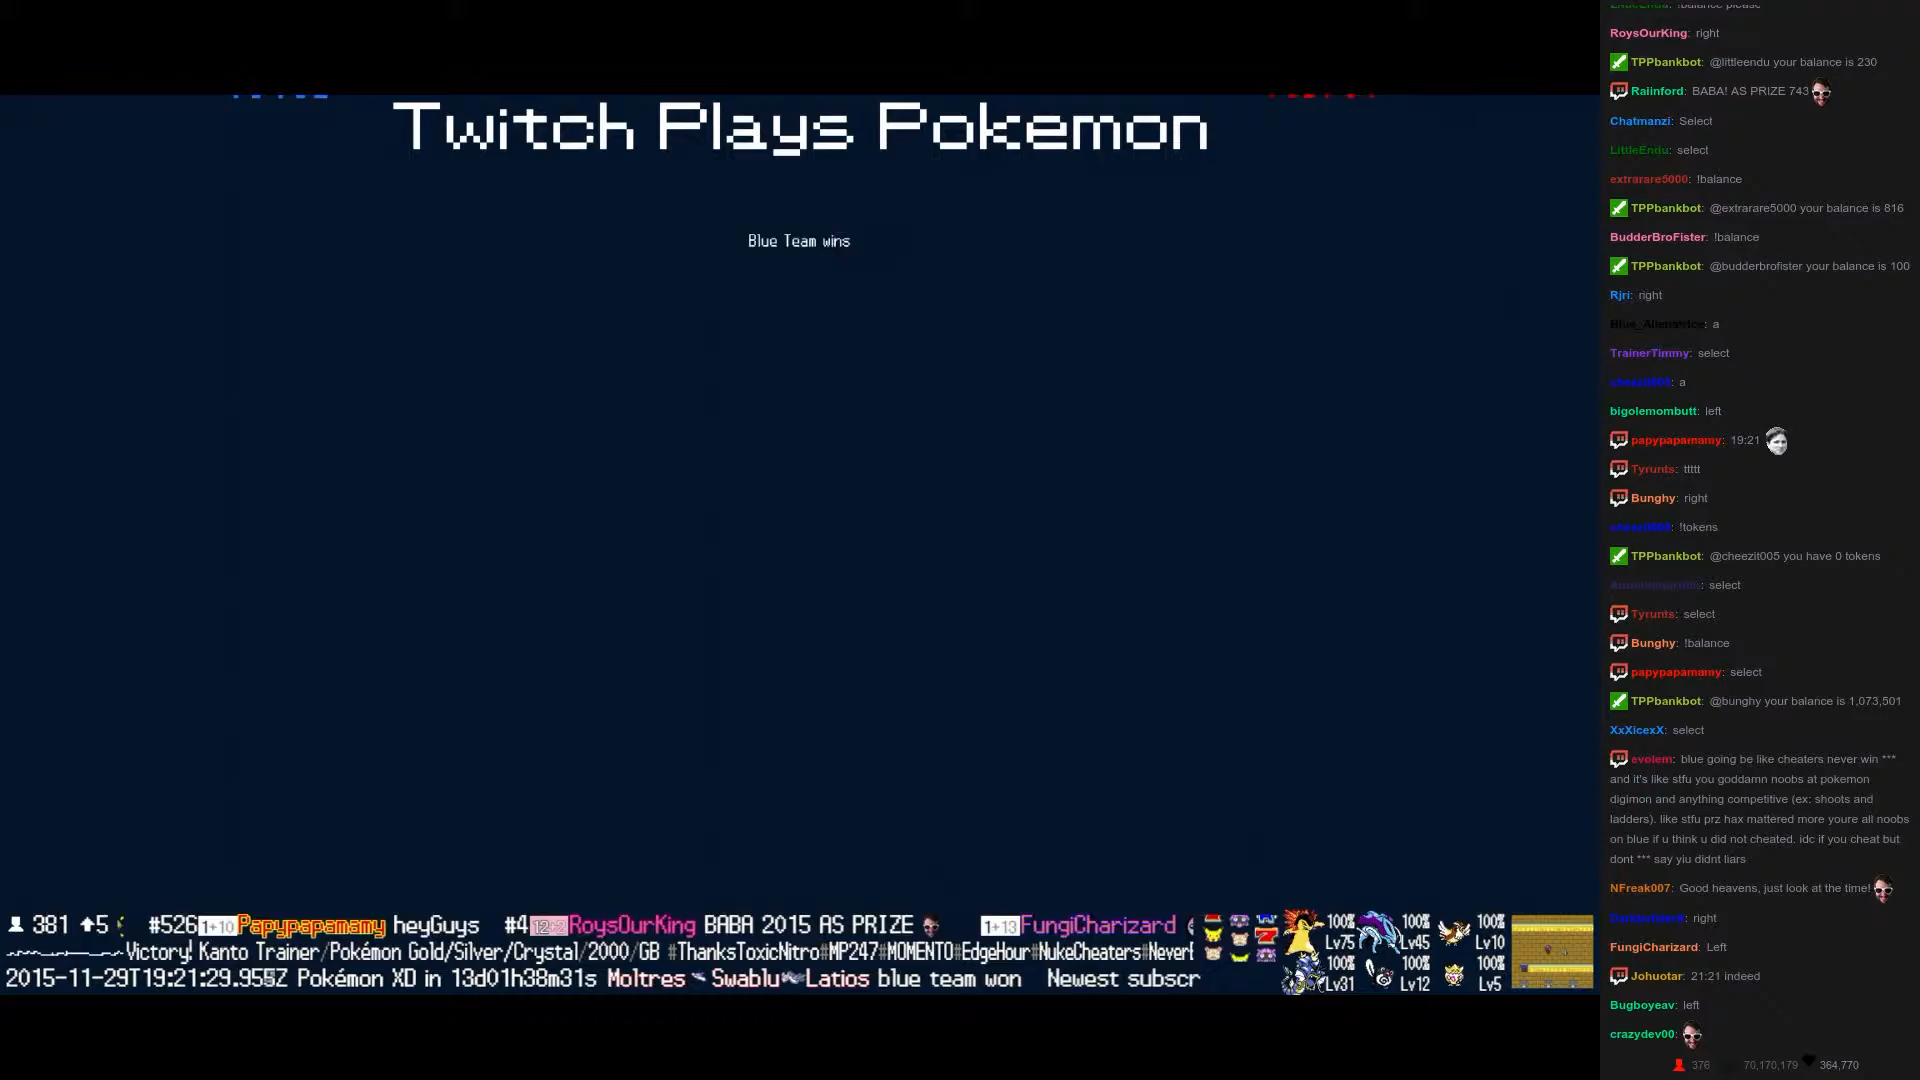 Twitch Plays Pokemon
Blue Team wins
381 5 #526 1+10 Papypapamamy heyGuys #4 12+2 RoysOurKing BABA 2015 AS PRIZE 1+13 FungiCharizard
Victory! Kanto Trainer/Pokémon Gold/Silver/Crystal/2000/GB #ThanksToxicNitro#MP247#MOMENTO#EdgeHour#NukeCheaters#Never
2015-11-29T19:21:29.95 Z Pokémon XD in 13d01h38m31s Moltres Swablu Latios blue team won Newest subscr
100% Lv75 100% Lv45 100% Lv10
100% Lv31 100% Lv12 100% Lv5
!balance please
RoysOurKing: right
TPPbankbot: @littleendu your balance is 230
Raiinford: BABA! AS PRIZE 743
Chatmanzi: Select
LittleEndu: select
extrarare5000: !balance
TPPbankbot: @extrarare5000 your balance is 816
BudderBroFister: !balance
TPPbankbot: @budderbrofister your balance is 100
Rjri: right
: a
TrainerTimmy: select
cheezit005: a
bigolemombutt: left
papypapamamy: 19:21
Tyrunts: ttttt
Bunghy: right
cheezit005: !tokens
TPPbankbot: @cheezit005 you have 0 tokens
: select
Tyrunts: select
Bunghy: !balance
papypapamamy: select
TPPbankbot: @bunghy your balance is 1,073,501
XxXicexX: select
evolem: blue going be like cheaters never win ***
and it's like stfu you goddamn noobs at pokemon
digimon and anything competitive (ex: shoots and
ladders). like stfu prz hax mattered more youre all noobs
on blue if u think u did not cheated. idc if you cheat but
dont *** say yiu didnt liars
NFreak007: Good heavens, just look at the time!
: right
FungiCharizard: Left
Johuotar: 21:21 indeed
Bugboyeav: left
crazydev00:
376 70,170,179 364,770